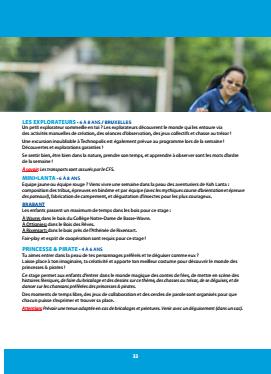 LES EXPLORATEURS - 6 À 8 ANS / BRUXELLES
Un petit explorateur sommeille en toi ? Les explorateurs découvrent le monde qui les entoure via
des activités manuelles de création, des séances d'observation, des jeux collectifs et chasse au trésor !
Une excursion inoubliable à Technopolis est également prévue au programme lors de la semaine !
Découvertes et explorations garanties !
Se sentir bien, être bien dans la nature, prendre son temps, et apprendre à observer sont les mots d'ordre
de la semaine !
À savoir: Les transports sont assurés par le CFS.
MINI-LANTA - 6 À 8 ANS
Equipe jaune ou équipe rouge ? Viens vivre une semaine dans la peau des aventuriers de Koh Lanta :
composition des tribus, épreuves en binôme et par équipe (avec les mythiques course d'orientation et épreuve
des poteaux), fabrication de campement, et dégustation d'insectes pour les plus courageux.
BRABANT
Les enfants passent un maximum de temps dans les bois pour ce stage :
À Wavre, dans le bois du Collège Notre-Dame de Basse-Wavre.
À Ottignies: dans le Bois des Rêves.
À Rixensart: dans le bois près de l'Athénée de Rixensart.
Fair-play et esprit de coopération sont requis pour ce stage !
PRINCESSE & PIRATE - 4 À 6 ANS
Tu aimes entrer dans la peau de tes personnages préférés et te déguiser comme eux ?
Laisse place à ton imaginaire, ta créativité et apporte ton meilleur costume pour découvrir le monde des
princesses & pirates !
Ce stage permet aux enfants d'entrer dans le monde magique des contes de fées, de mettre en scène des
histoires féeriques, de faire du bricolage et des dessins sur ce thème, des chasses au trésor, de se déguiser, et de
danser sur les chansons préférées des princesses & pirates.
Des moments de temps libre, des jeux de collaboration et des cercles de parole sont organisés pour que
chacun puisse s'exprimer et trouver sa place.
Attention: Prévoir une tenue adaptée en cas de bricolages et peintures. Venir avec un déguisement (dans un sac).
33